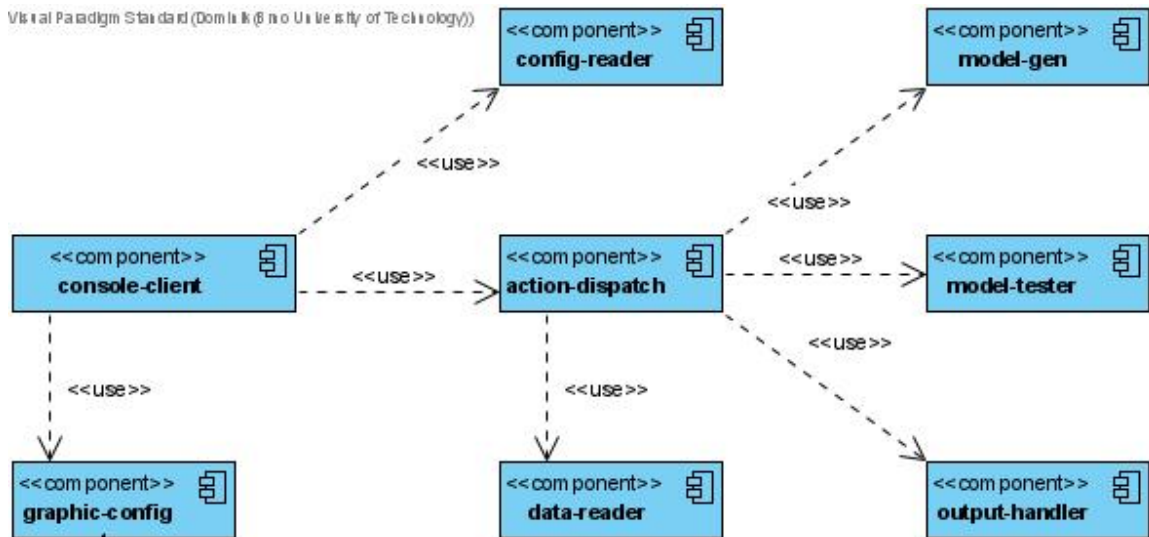 Visual Paradigm Standard (Dominik (Brno University of Technology))
<<component>>
config-reader
<<component>>
model-gen
<<use>>
<<use>>
<<component>>
console-client
<<use>>
<<component>>
action-dispatch
<<use>>
<<component>>
model-tester
<<use>>
<<use>>
<<use>>
<<component>>
graphic-config
<<component>>
data-reader
<<component>>
output-handler